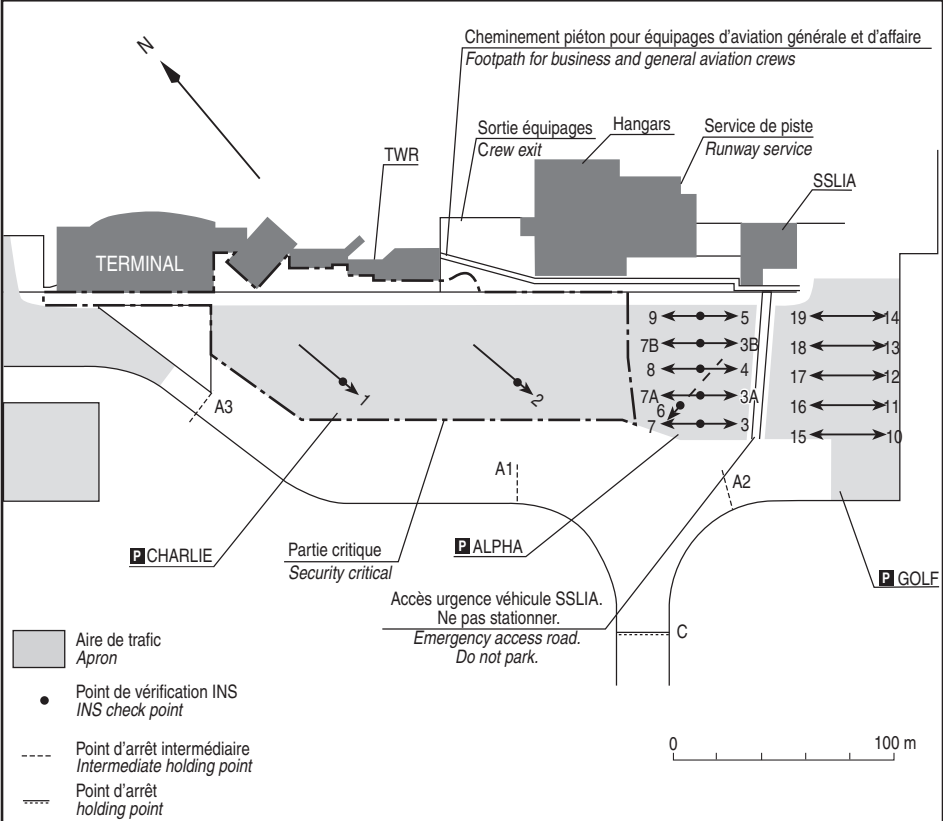 N
Cheminement piéton pour équipages d'aviation générale et d'affaire
Footpath for business and general aviation crews
Sortie équipages
Crew exit
Hangars
Service de piste
Runway service
TWR
SSLIA
TERMINAL
9 5 19 14
7B 3B 18 13
8 4 17 12
7A 3A 16 11
6
7 3 15 10
1
2
A3
A1
A2
P CHARLIE
Partie critique
Security critical
P ALPHA
P GOLF
Accès urgence véhicule SSLIA.
Ne pas stationner.
Emergency access road.
Do not park.
C
Aire de trafic
Apron
Point de vérification INS
INS check point
Point d'arrêt intermédiaire
Intermediate holding point
Point d'arrêt
holding point
0 100 m